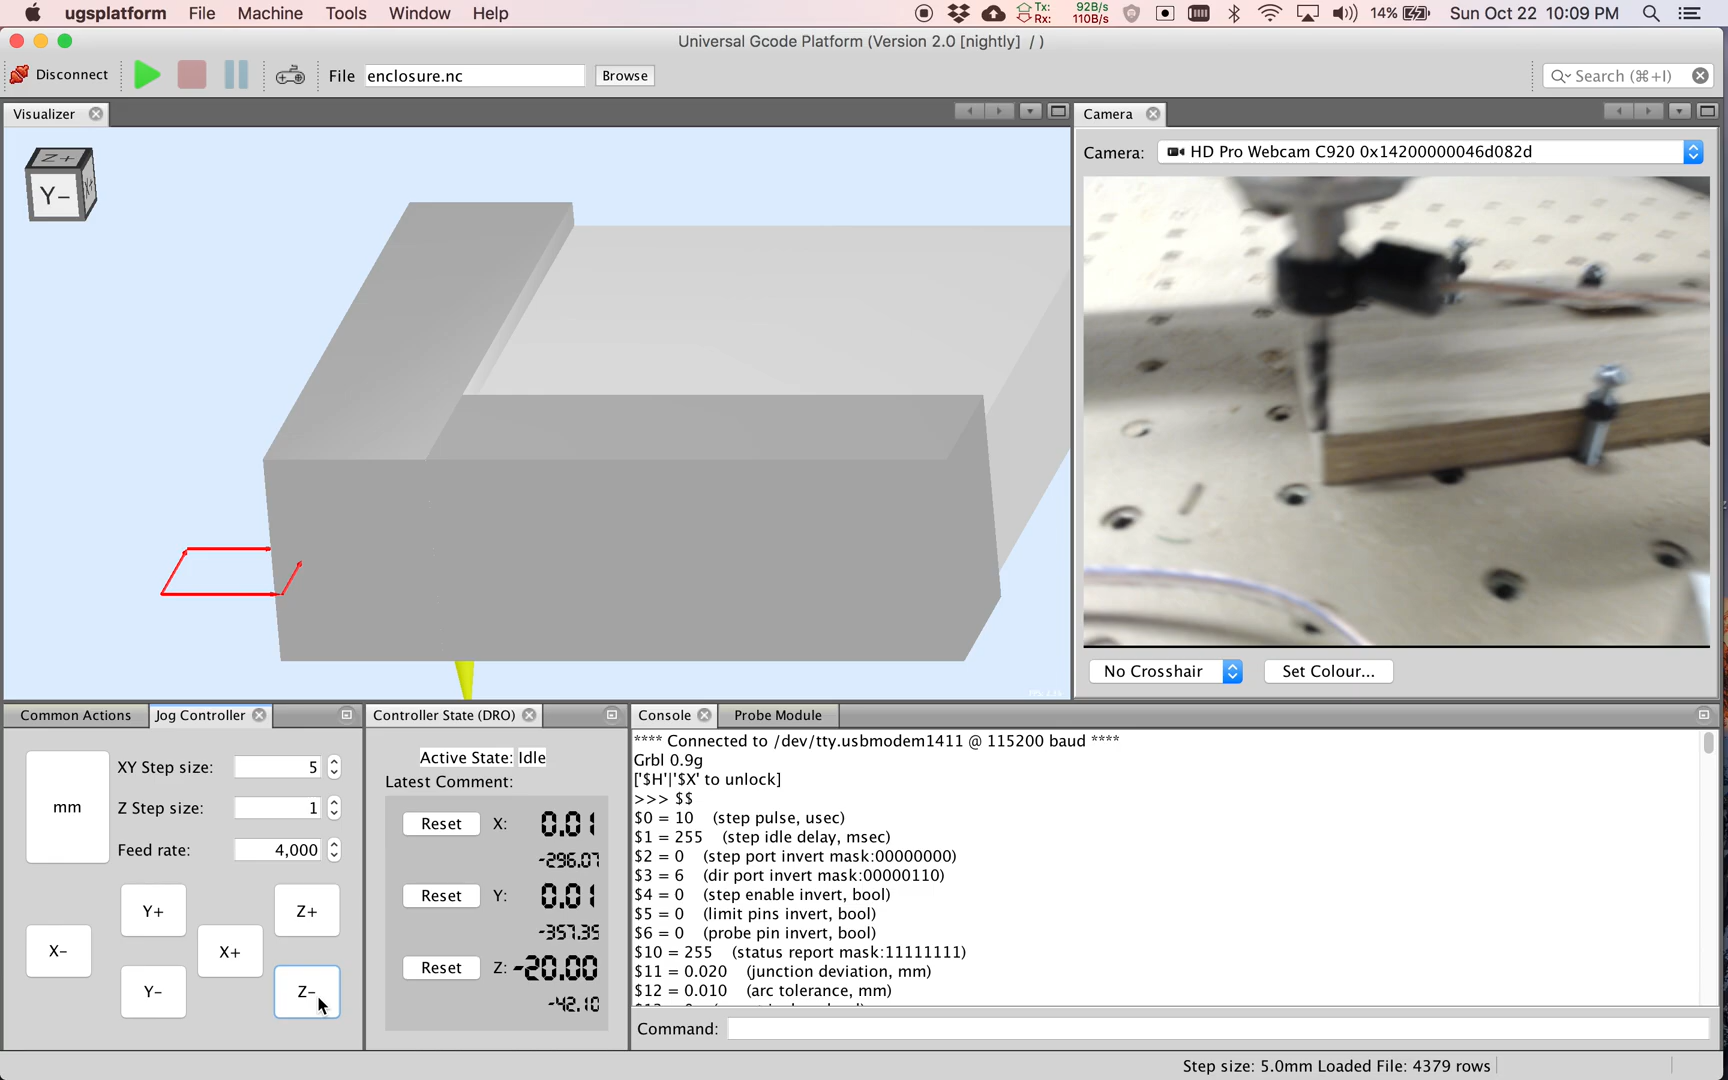 ugsplatform File Machine Tools Window Help Tx: 92B/s Rx: 110B/s 14% Sun Oct 22 10:09 PM
Universal Gcode Platform (Version 2.0 [nightly] / )
Disconnect File enclosure.nc Browse Search (⌘+I)
Visualizer
Camera
Z+
Y−
X+
Camera: HD Pro Webcam C920 0x14200000046d082d
No Crosshair Set Colour...
Common Actions Jog Controller
mm
XY Step size: 5
Z Step size: 1
Feed rate: 4,000
Y+ Z+
X- X+
Y- Z-
Controller State (DRO)
Active State: Idle
Latest Comment:
Reset X: 0.01
-296.07
Reset Y: 0.01
-357.35
Reset Z: -20.00
-42.10
Console Probe Module
**** Connected to /dev/tty.usbmodem1411 @ 115200 baud ****
Grbl 0.9g
['$H'|'$X' to unlock]
>>> $$
$0 = 10 (step pulse, usec)
$1 = 255 (step idle delay, msec)
$2 = 0 (step port invert mask:00000000)
$3 = 6 (dir port invert mask:00000110)
$4 = 0 (step enable invert, bool)
$5 = 0 (limit pins invert, bool)
$6 = 0 (probe pin invert, bool)
$10 = 255 (status report mask:11111111)
$11 = 0.020 (junction deviation, mm)
$12 = 0.010 (arc tolerance, mm)
Command:
Step size: 5.0mm Loaded File: 4379 rows